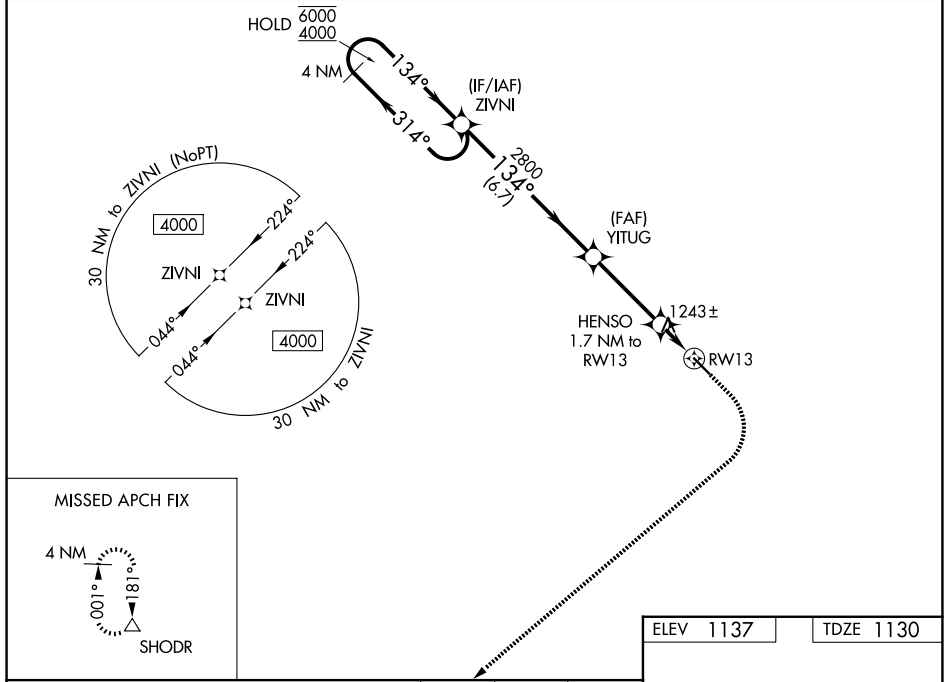 HOLD 6000
4000
4 NM
134°
314°
(IF/IAF)
ZIVNI
2800
134°
(6.7)
(FAF)
YITUG
HENSO
1.7 NM to
RW13
1243±
RW13
30 NM to ZIVNI (NoPT)
4000
224°
ZIVNI
044°
224°
ZIVNI
4000
044°
30 NM to ZIVNI
MISSED APCH FIX
4 NM
001°
181°
SHODR
ELEV 1137
TDZE 1130